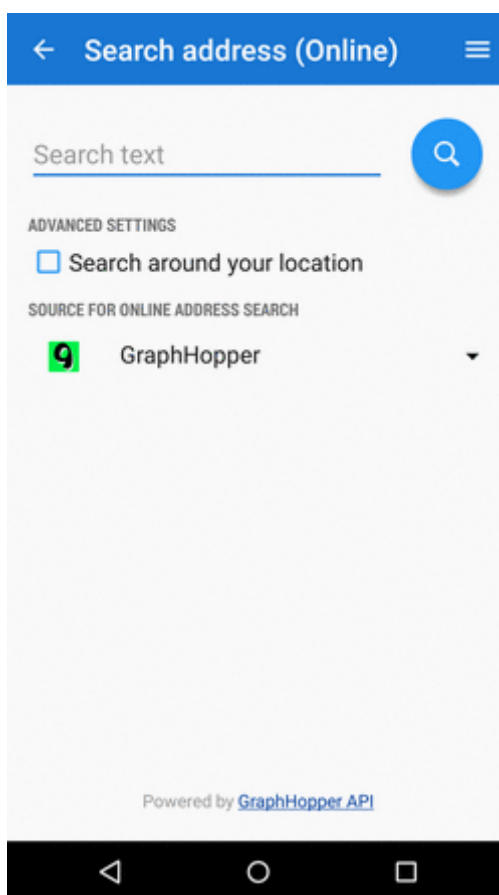 Search address (Online)
Search text
ADVANCED SETTINGS
Search around your location
SOURCE FOR ONLINE ADDRESS SEARCH
GraphHopper
Powered by GraphHopper API